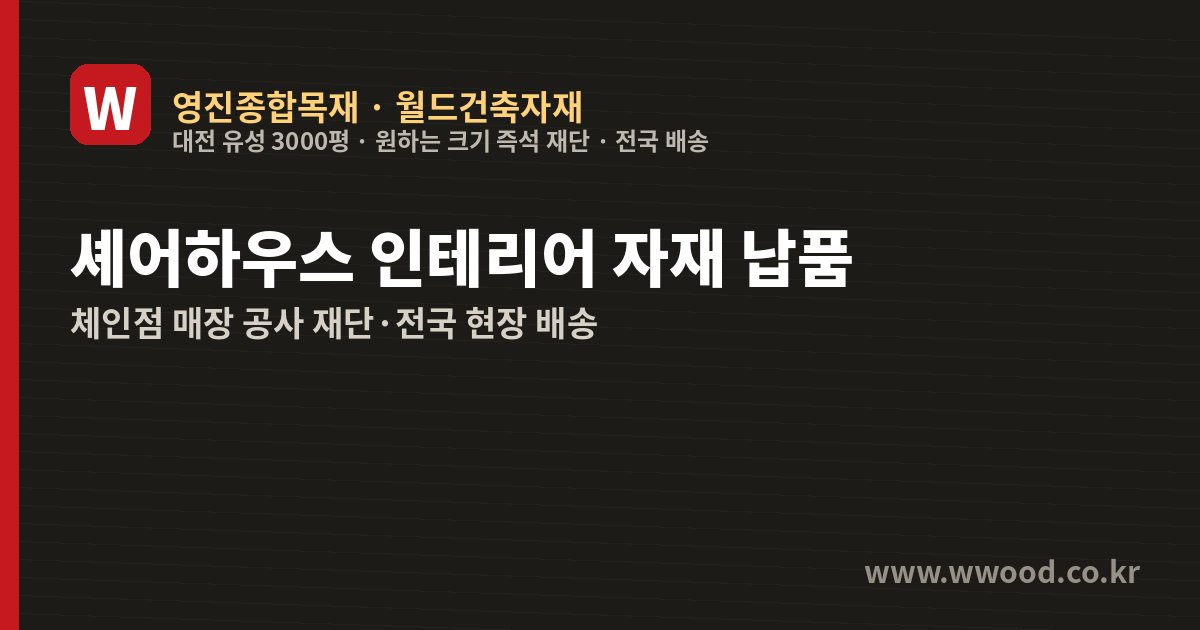 W
영진종합목재 · 월드건축자재
대전 유성 3000평 · 원하는 크기 즉석 재단 · 전국 배송
셰어하우스 인테리어 자재 납품
체인점 매장 공사 재단·전국 현장 배송
www.wwood.co.kr